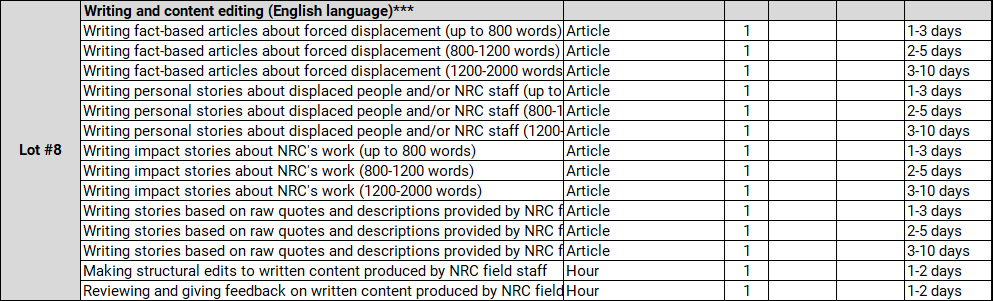 Writing and content editing (English language)***
Writing fact-based articles about forced displacement (up to 800 words) Article 1 1-3 days
Writing fact-based articles about forced displacement (800-1200 words) Article 1 2-5 days
Writing fact-based articles about forced displacement (1200-2000 words Article 1 3-10 days
Writing personal stories about displaced people and/or NRC staff (up to Article 1 1-3 days
Writing personal stories about displaced people and/or NRC staff (800-1 Article 1 2-5 days
Writing personal stories about displaced people and/or NRC staff (1200- Article 1 3-10 days
Lot #8 Writing impact stories about NRC's work (up to 800 words) Article 1 1-3 days
Writing impact stories about NRC's work (800-1200 words) Article 1 2-5 days
Writing impact stories about NRC's work (1200-2000 words) Article 1 3-10 days
Writing stories based on raw quotes and descriptions provided by NRC f Article 1 1-3 days
Writing stories based on raw quotes and descriptions provided by NRC f Article 1 2-5 days
Writing stories based on raw quotes and descriptions provided by NRC f Article 1 3-10 days
Making structural edits to written content produced by NRC field staff Hour 1 1-2 days
Reviewing and giving feedback on written content produced by NRC field Hour 1 1-2 days